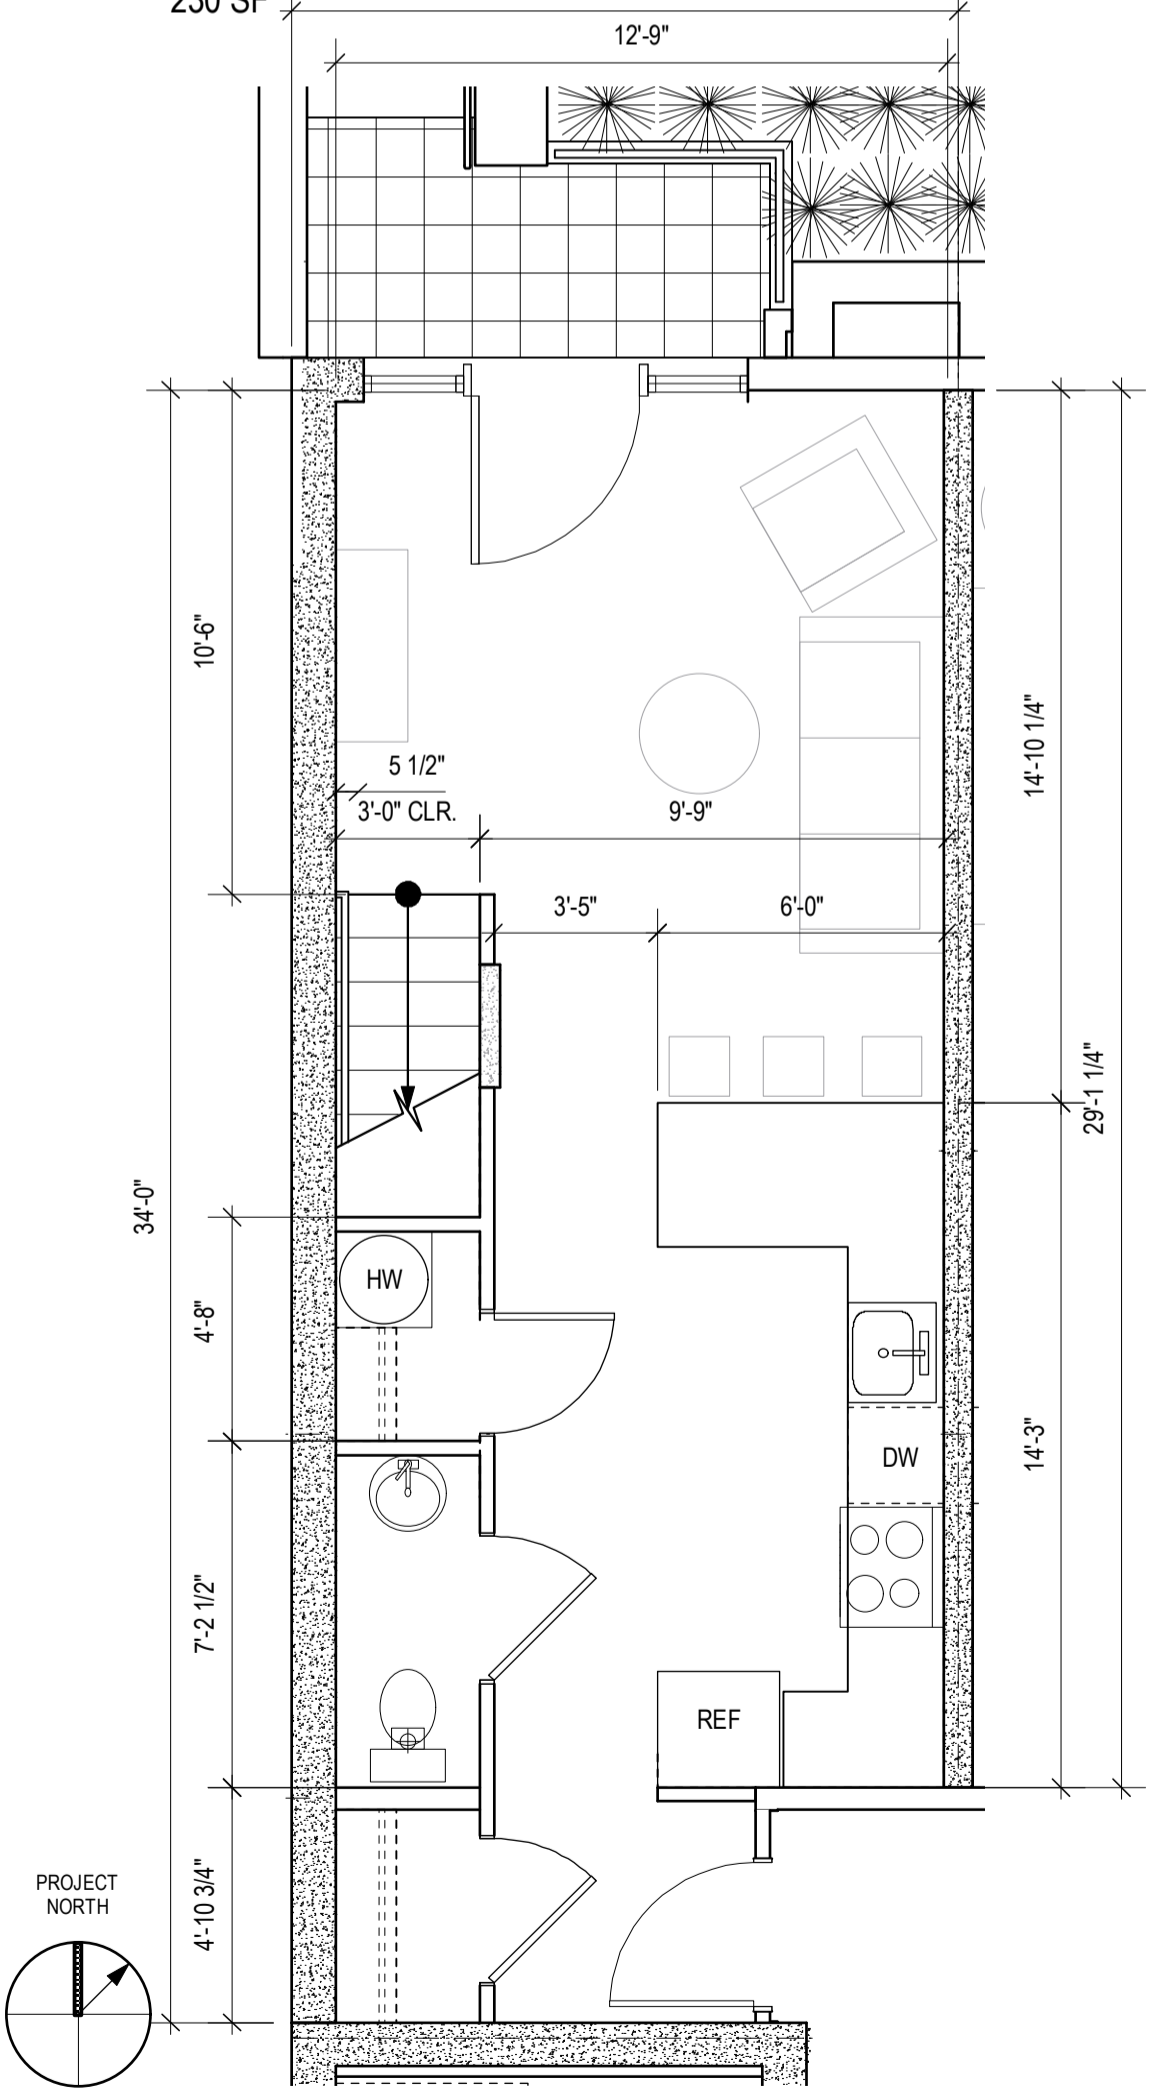 250 SF
12'-9"
10'-6"
5 1/2"
3'-0" CLR.
9'-9"
14'-10 1/4"
3'-5"
6'-0"
29'-1 1/4"
34'-0"
HW
4'-8"
DW
14'-3"
7'-2 1/2"
REF
4'-10 3/4"
PROJECT
NORTH